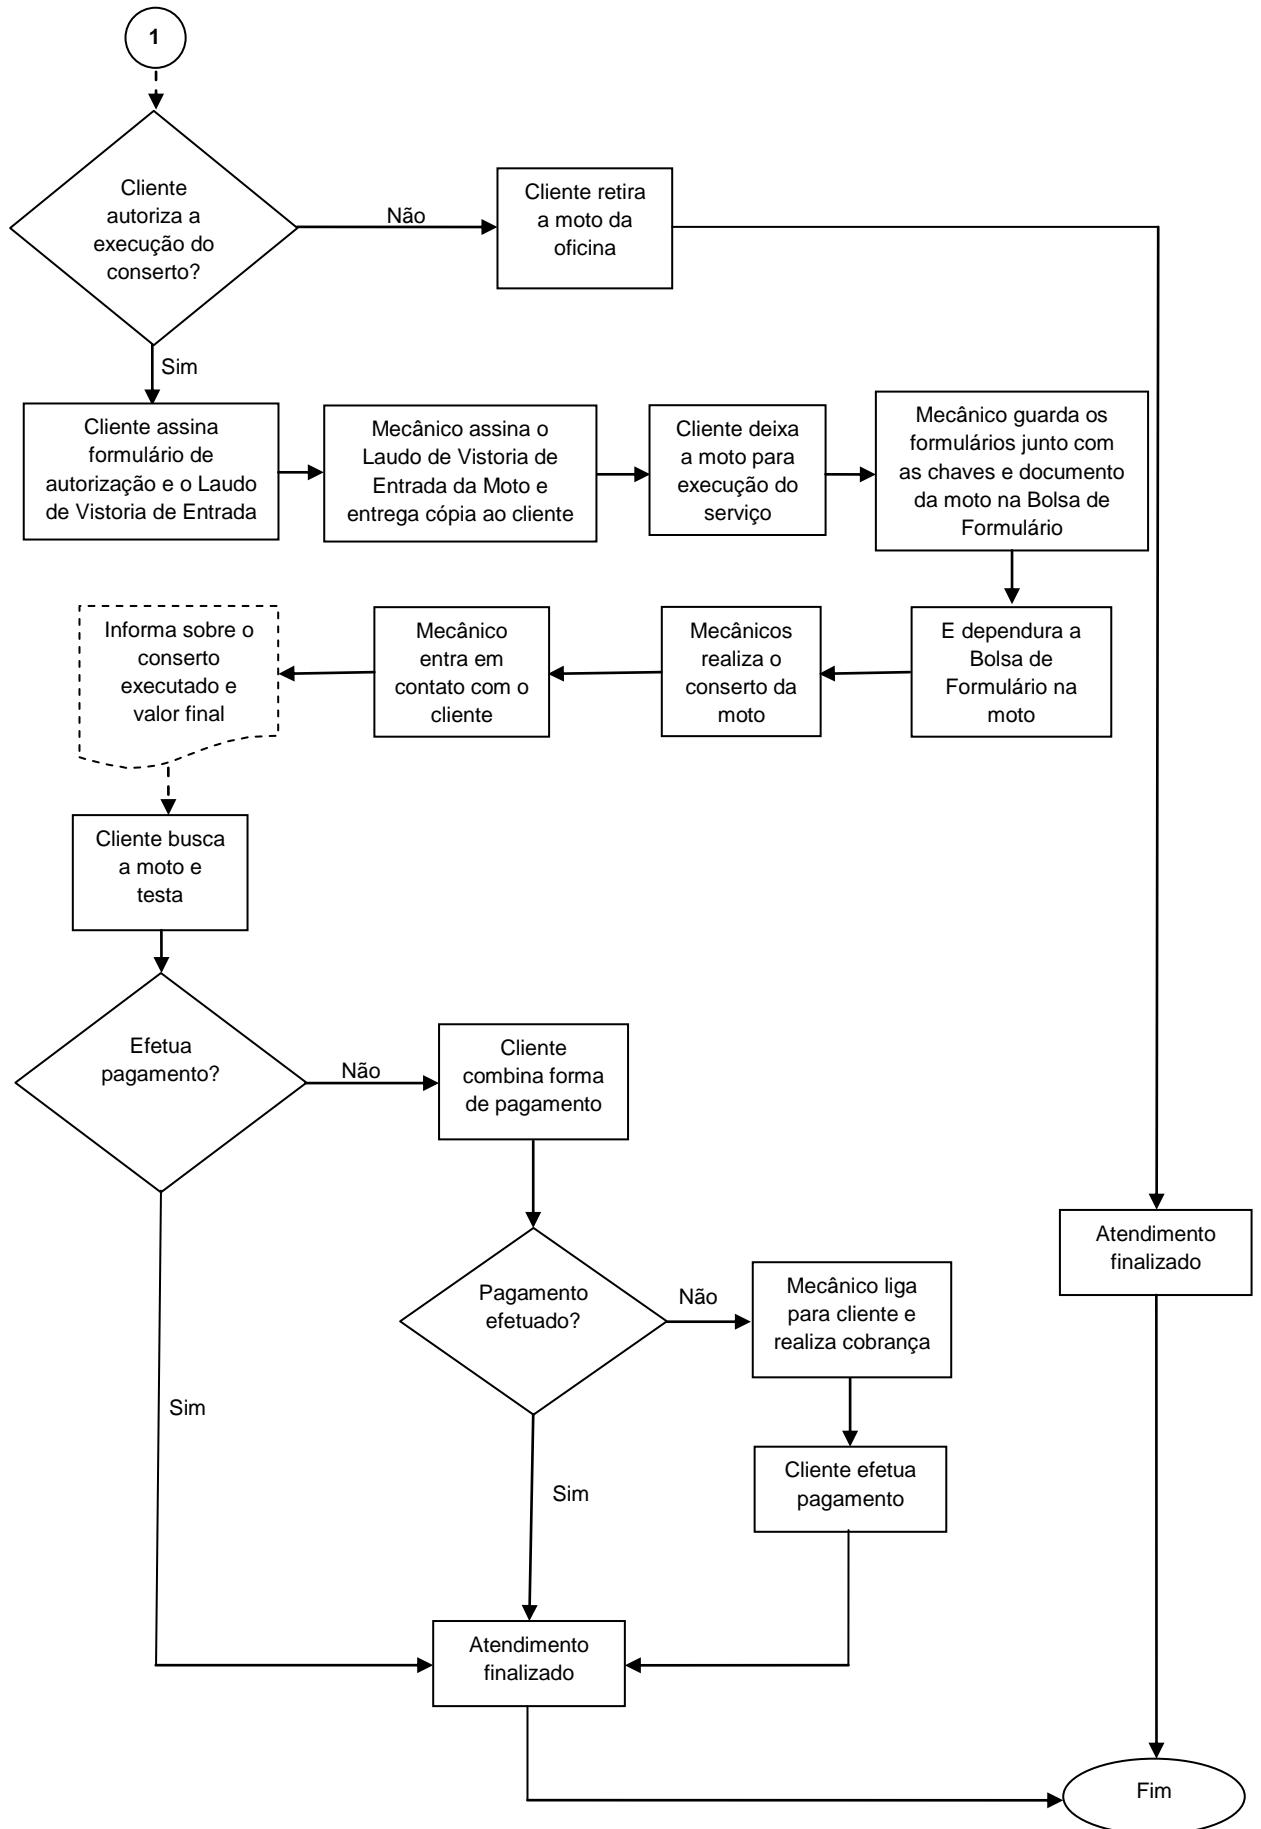 1
Cliente
autoriza a
execução do
conserto?
Não
Cliente retira
a moto da
oficina
Sim
Cliente assina
formulário de
autorização e o Laudo
de Vistoria de Entrada
Mecânico assina o
Laudo de Vistoria de
Entrada da Moto e
entrega cópia ao cliente
Cliente deixa
a moto para
execução do
serviço
Mecânico guarda os
formulários junto com
as chaves e documento
da moto na Bolsa de
Formulário
E dependura a
Bolsa de
Formulário na
moto
Mecânicos
realiza o
conserto da
moto
Mecânico
entra em
contato com o
cliente
Informa sobre o
conserto
executado e
valor final
Cliente busca
a moto e
testa
Efetua
pagamento?
Não
Cliente
combina forma
de pagamento
Pagamento
efetuado?
Não
Mecânico liga
para cliente e
realiza cobrança
Atendimento
finalizado
Sim
Sim
Cliente efetua
pagamento
Atendimento
finalizado
Fim